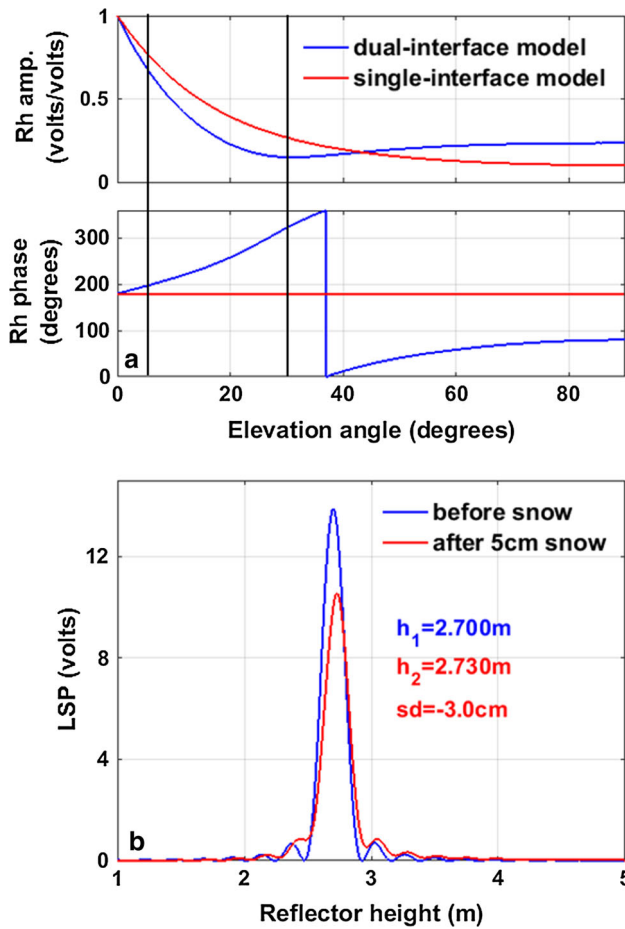 1
0.5
0
Rh amp.
(volts/volts)
dual-interface model
single-interface model
300
200
100
0
Rh phase
(degrees)
a
0 20 40 60 80
Elevation angle (degrees)
12
8
4
0
LSP (volts)
before snow
after 5cm snow
h1=2.700m
h2=2.730m
sd=-3.0cm
b
1 2 3 4 5
Reflector height (m)